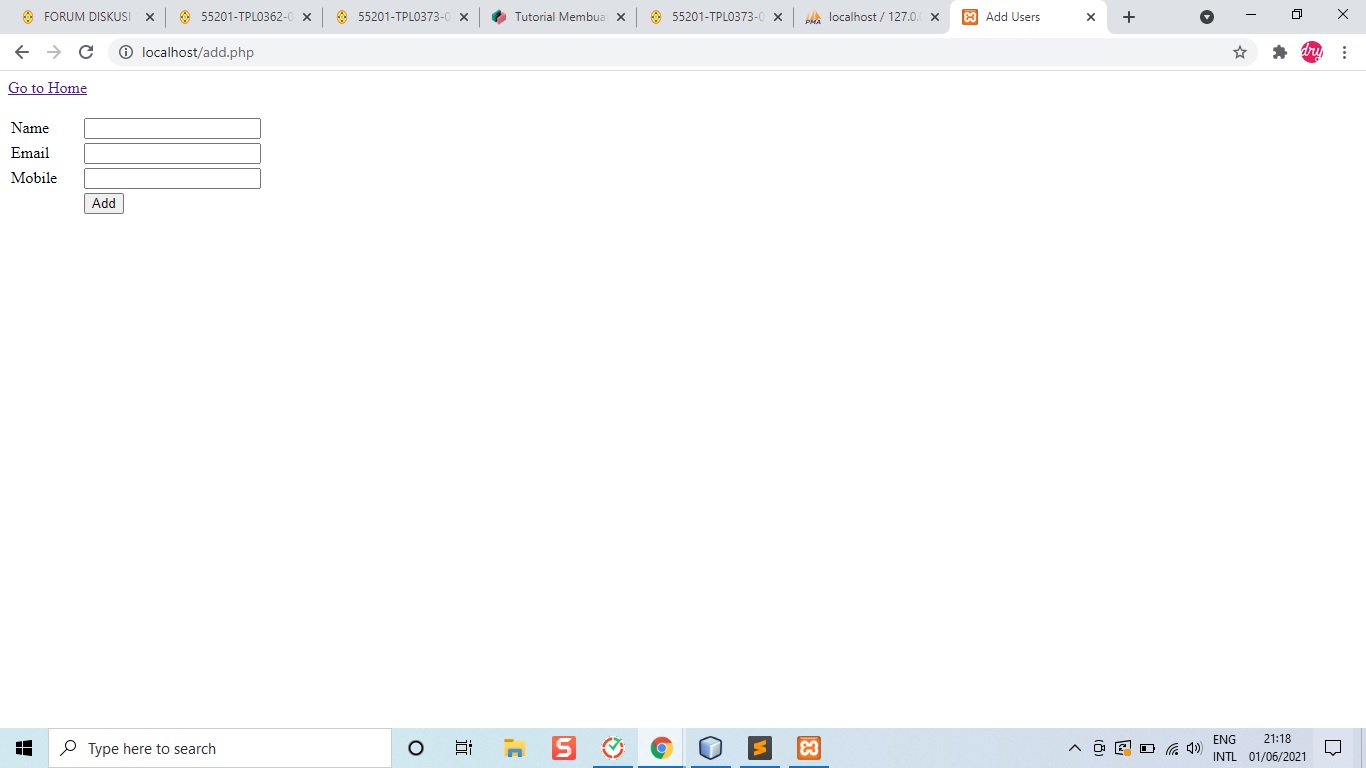 FORUM DISKUSI
55201-TPL0362-0
55201-TPL0373-0
Tutorial Membua
55201-TPL0373-0
PMA localhost / 127.0.
Add Users
localhost/add.php
dry
Go to Home
Name
Email
Mobile
Add
Type here to search
S
ENG
INTL
21:18
01/06/2021